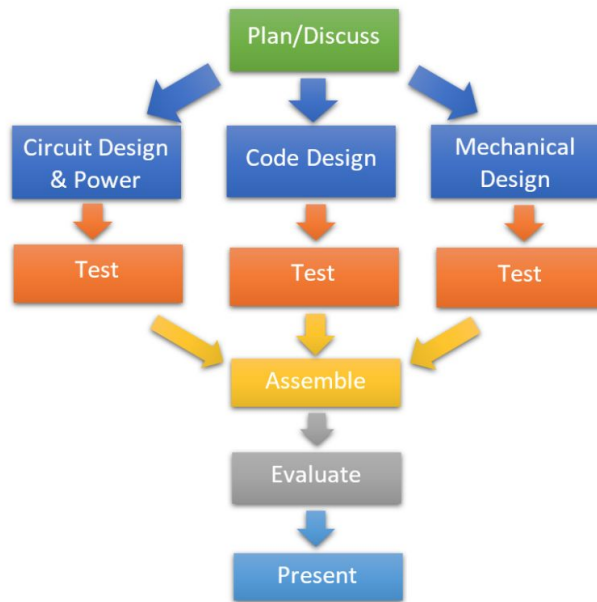 Plan/Discuss
Circuit Design
& Power
Code Design
Mechanical
Design
Test
Test
Test
Assemble
Evaluate
Present